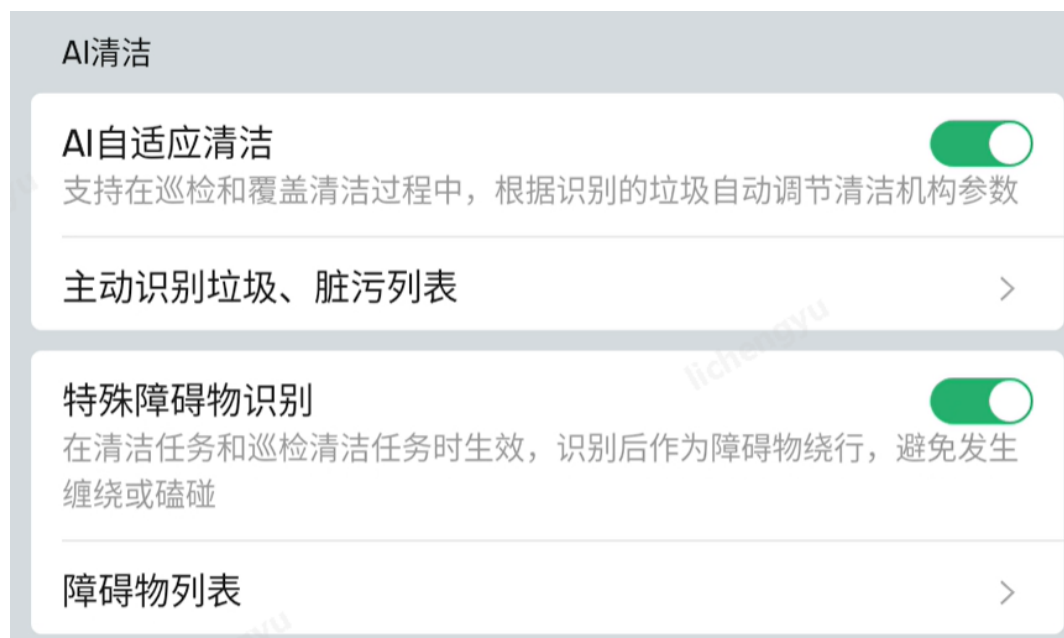 AI清洁
AI自适应清洁
支持在巡检和覆盖清洁过程中，根据识别的垃圾自动调节清洁机构参数
主动识别垃圾、脏污列表
lichengyu
特殊障碍物识别
在清洁任务和巡检清洁任务时生效，识别后作为障碍物绕行，避免发生
缠绕或磕碰
障碍物列表